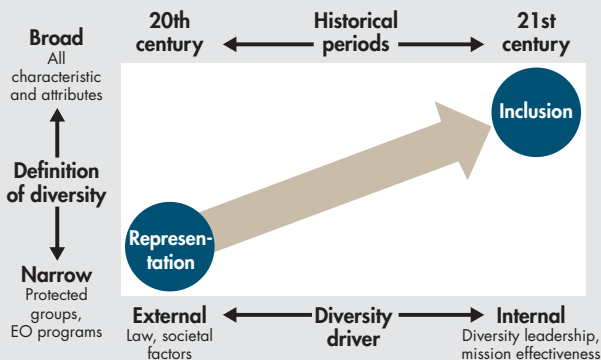 20th century
Historical periods
21st century
Broad
All
characteristic
and attributes
Definition
of diversity
Narrow
Protected
groups,
EO programs
Inclusion
Represen-
tation
External
Law, societal
factors
Diversity
driver
Internal
Diversity leadership,
mission effectiveness